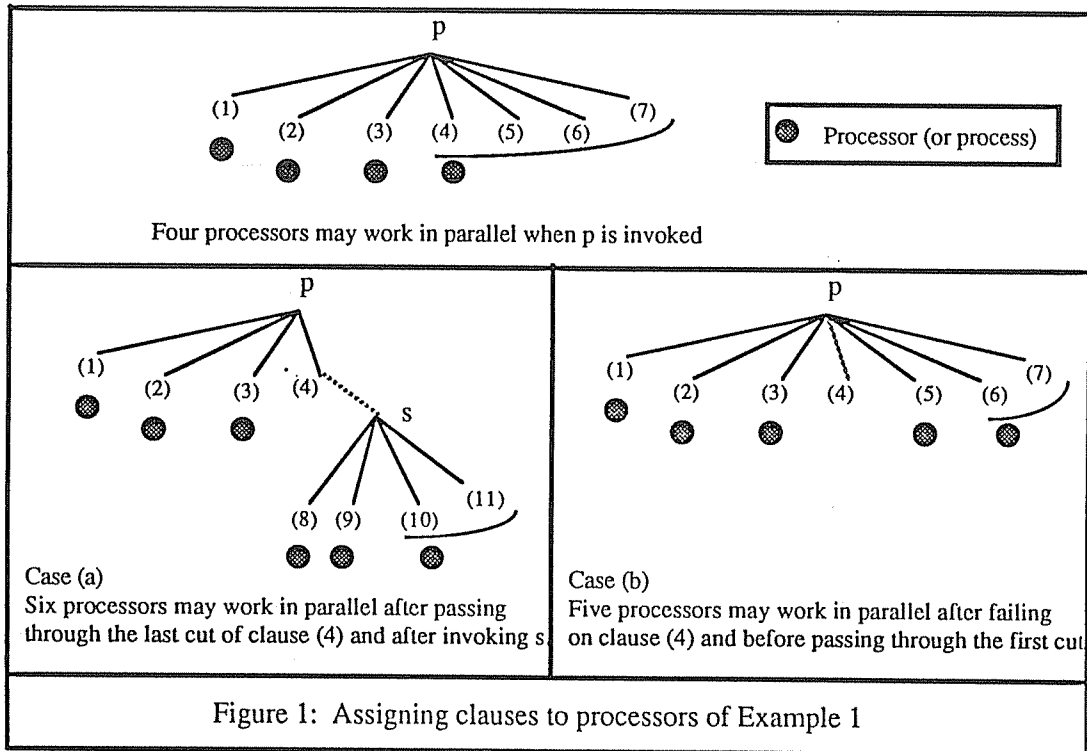 p
(1) (2) (3) (4) (5) (6) (7)
Processor (or process)
Four processors may work in parallel when p is invoked
p
(1) (2) (3) (4)
s
(8) (9) (10) (11)
Case (a)
Six processors may work in parallel after passing
through the last cut of clause (4) and after invoking s.
p
(1) (2) (3) (4) (5) (6) (7)
Case (b)
Five processors may work in parallel after failing
on clause (4) and before passing through the first cut.
Figure 1: Assigning clauses to processors of Example 1